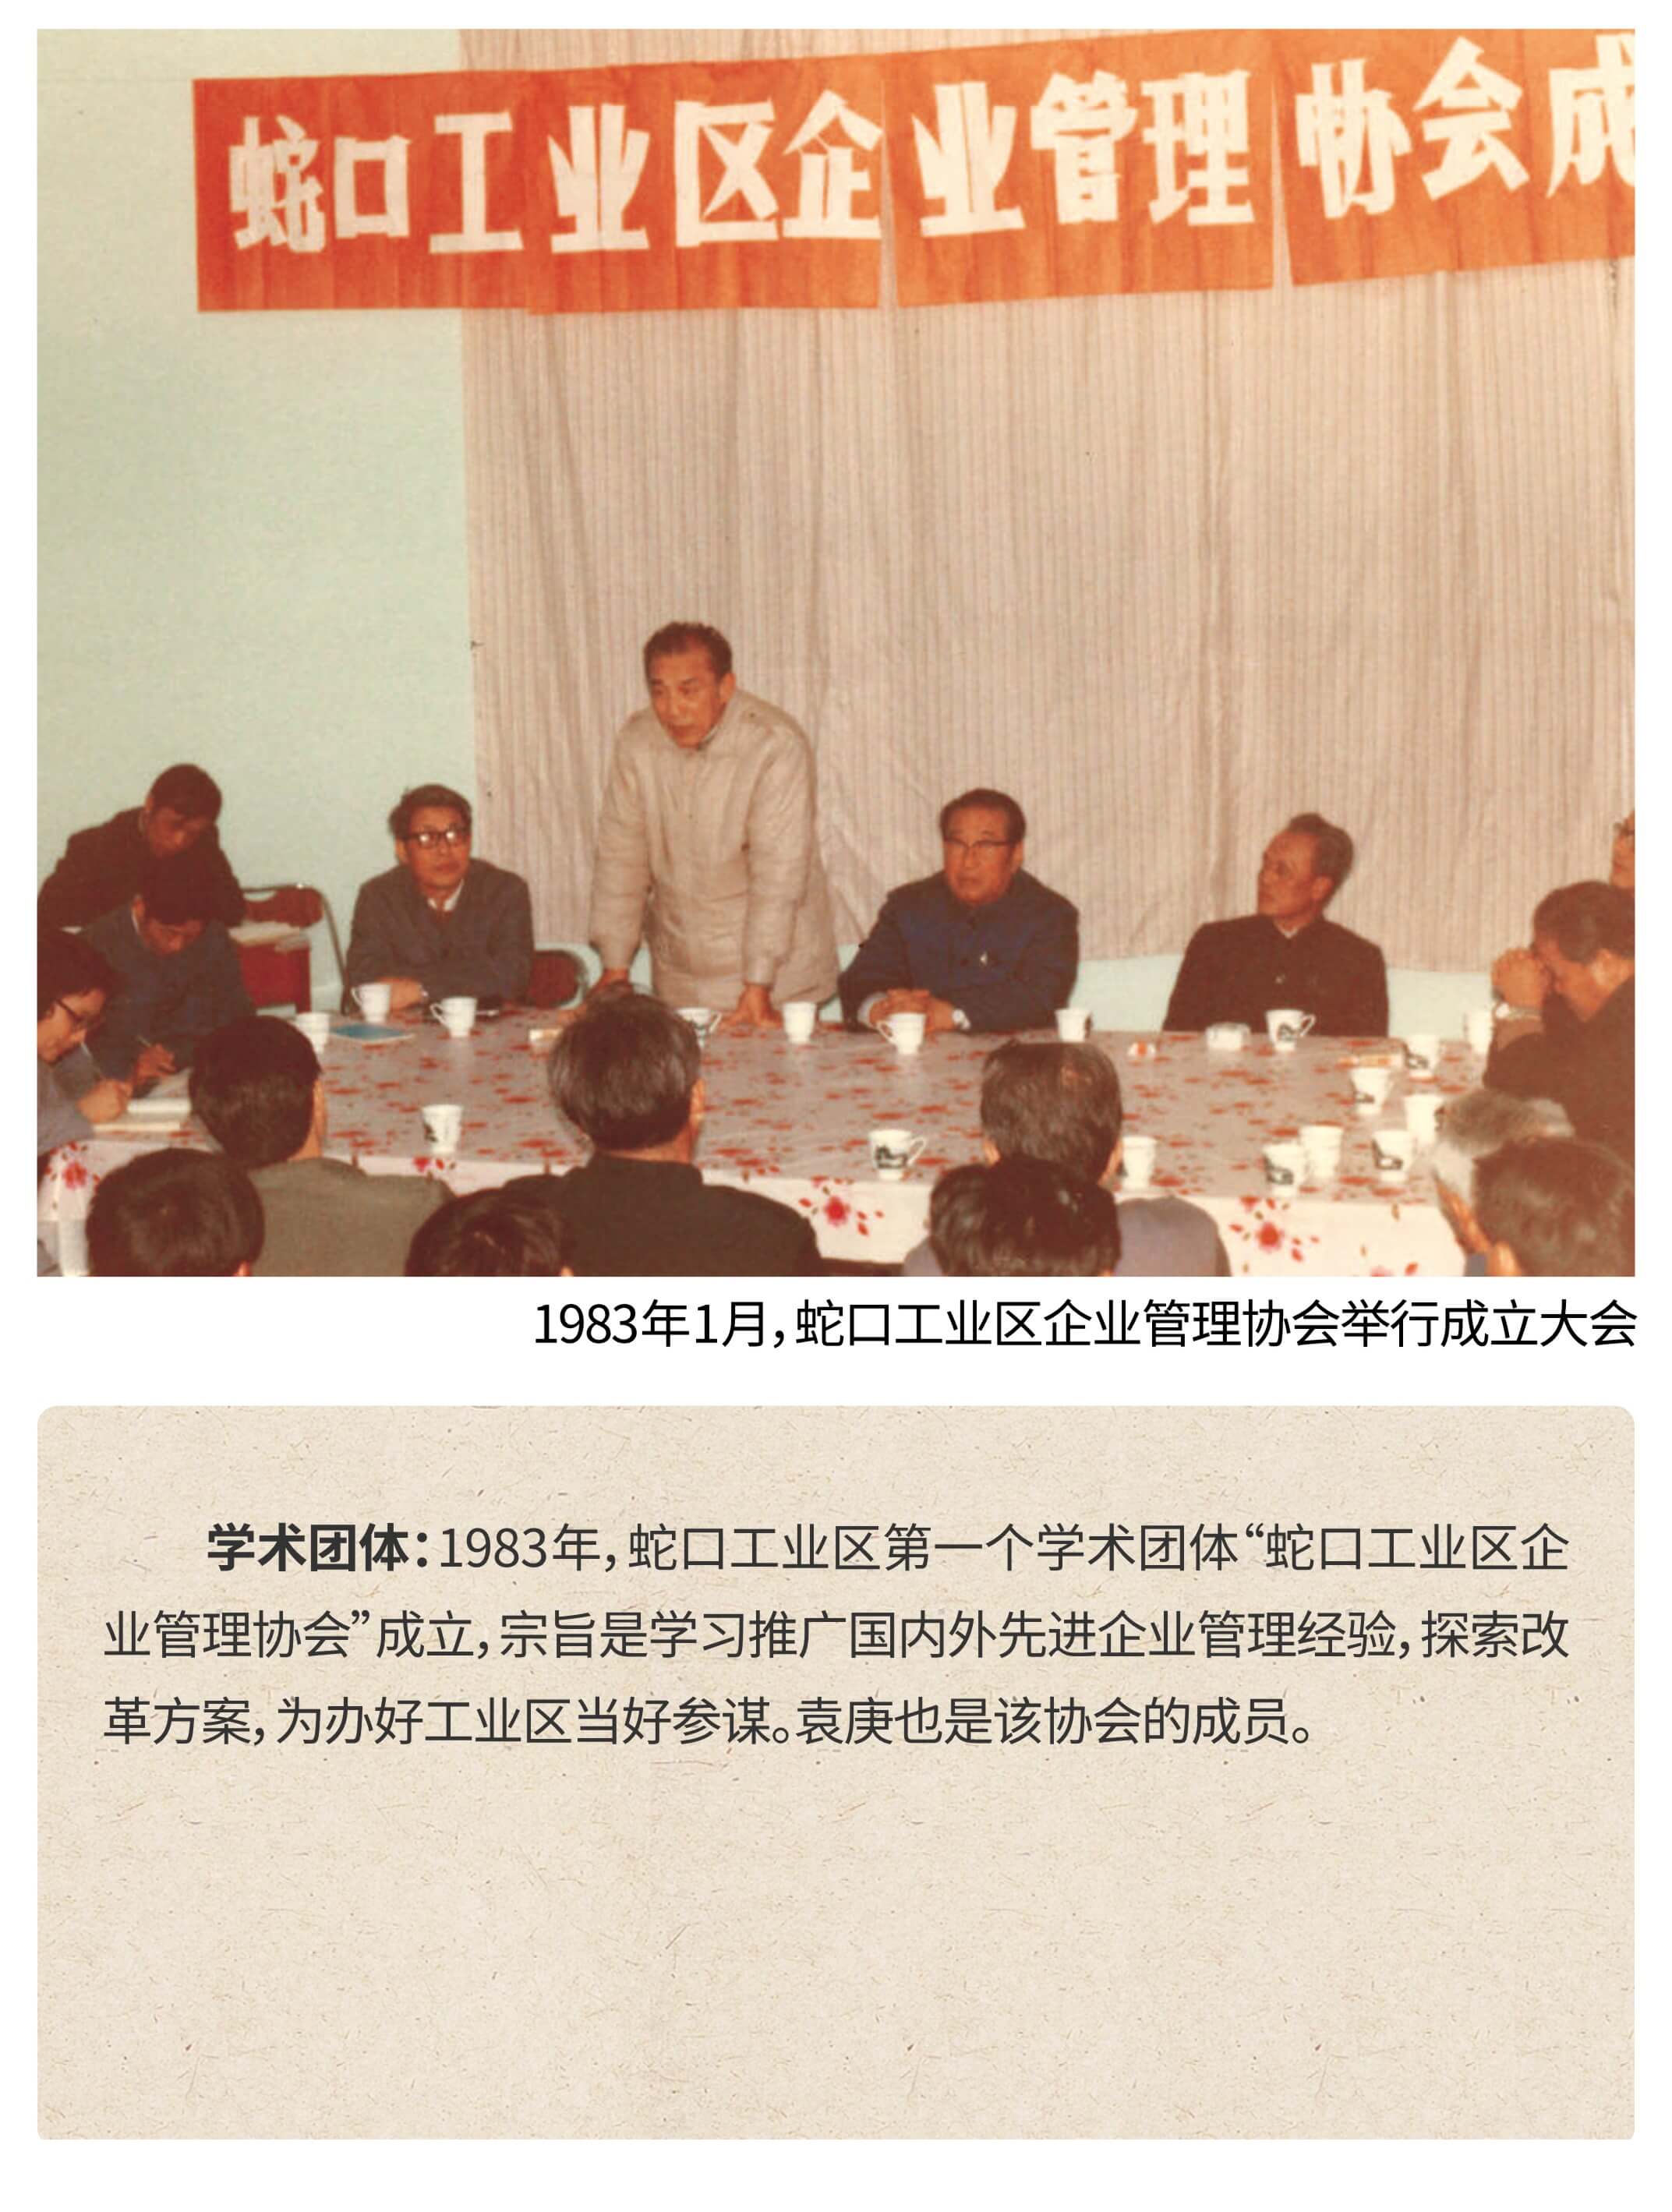 蛇口工业区企业管理协会成
1983年1月，蛇口工业区企业管理协会举行成立大会
学术团体：1983年，蛇口工业区第一个学术团体“蛇口工业区企
业管理协会”成立，宗旨是学习推广国内外先进企业管理经验，探索改
革方案，为办好工业区当好参谋。袁庚也是该协会的成员。